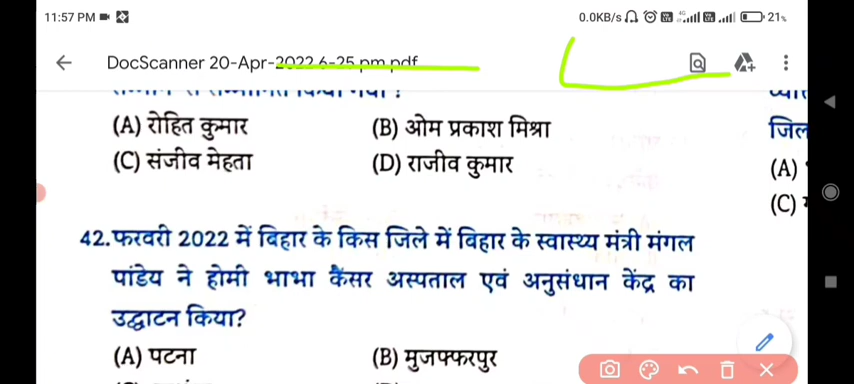 11:57 PM 0.0KB/s 21%
DocScanner 20-Apr-2022 6-25 pm.pdf
(A) रोहित कुमार (B) ओम प्रकाश मिश्रा
जिल
(C) संजीव मेहता (D) राजीव कुमार
(A)
(C)
42. फरवरी 2022 में बिहार के किस जिले में बिहार के स्वास्थ्य मंत्री मंगल
पांडेय ने होमी भाभा कैंसर अस्पताल एवं अनुसंधान केंद्र का
उद्घाटन किया?
(A) पटना (B) मुजफ्फरपुर